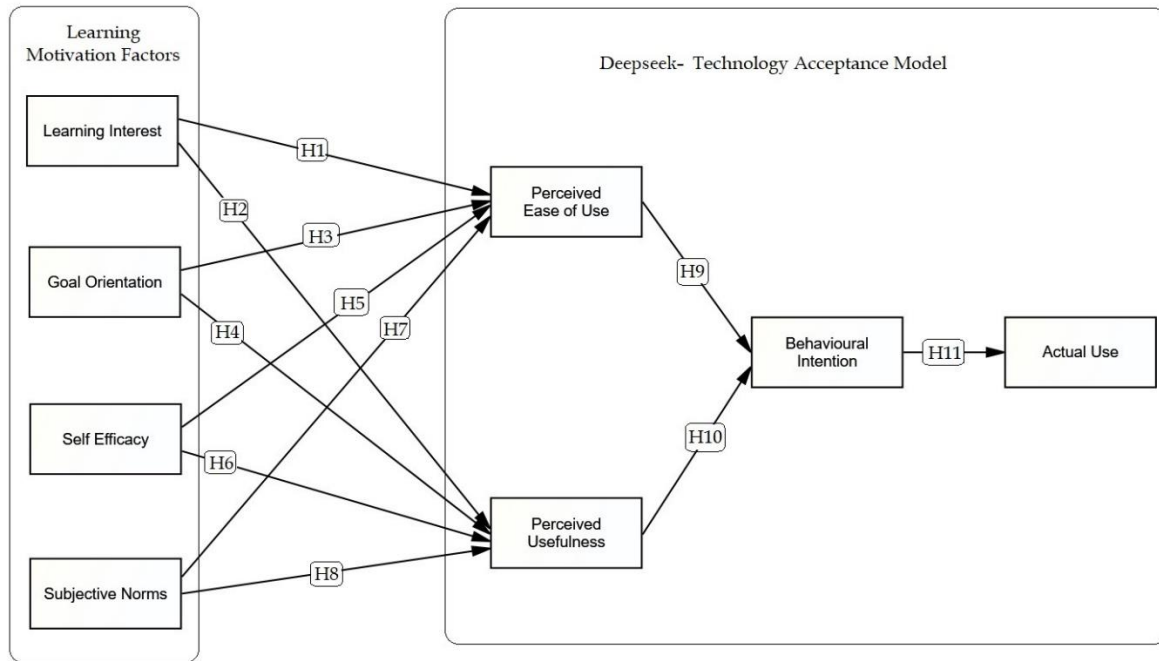 Learning
Motivation Factors
Deepseek- Technology Acceptance Model
Learning Interest
H1
Perceived
Ease of Use
H2
H3
Goal Orientation
H9
H5
H4
H7
Behavioural
Intention
H11
Actual Use
Self Efficacy
H6
H10
Perceived
Usefulness
Subjective Norms
H8